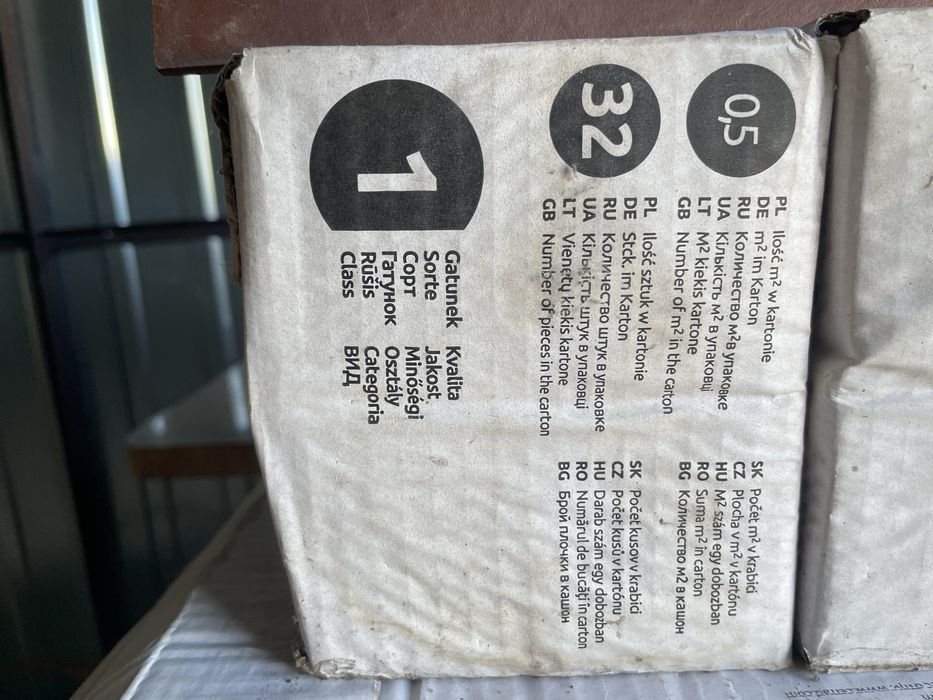 0,5
PL Ilość m² w kartonie
DE m² im Karton
RU Количество м²в упаковке
UA Кількість м² в упаковці
LT M² kiekis kartone
GB Number of m² in the carton
SK Počet m² v krabici
CZ Plocha v m² v kartónu
HU M² szám egy dobozban
RO Suma m² in carton
BG Количество м2 в кашон
32
PL Ilość sztuk w kartonie
DE Stck. im Karton
RU Количество штук в упаковке
UA Кількість штук в упаковці
LT Vienetų kiekis kartone
GB Number of pieces in the carton
SK Počet kusov v krabici
CZ Počet kusů v kartónu
HU Darab szám egy dobozban
RO Numărul de bucăți în carton
BG Брой плочки в кашон
1
Gatunek Kvalita
Sorte Jakost
Сорт Minőségi
Гатунок Osztály
Rūšis Categoria
Class ВИД